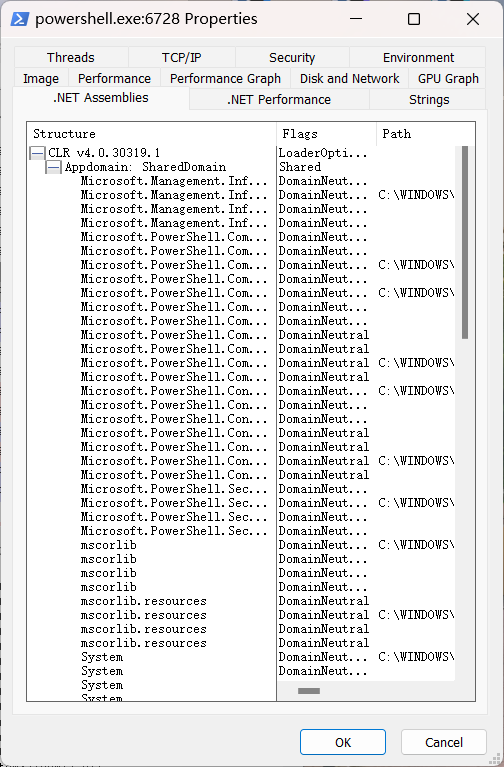 powershell.exe:6728 Properties
Threads TCP/IP Security Environment
Image Performance Performance Graph Disk and Network GPU Graph
.NET Assemblies .NET Performance Strings
Structure Flags Path
CLR v4.0.30319.1 LoaderOpti...
Appdomain: SharedDomain Shared
Microsoft.Management.Inf... DomainNeut...
Microsoft.Management.Inf... DomainNeut... C:\WINDOWS\
Microsoft.Management.Inf... DomainNeut...
Microsoft.Management.Inf... DomainNeut...
Microsoft.PowerShell.Com... DomainNeut...
Microsoft.PowerShell.Com... DomainNeut...
Microsoft.PowerShell.Com... DomainNeut... C:\WINDOWS\
Microsoft.PowerShell.Com... DomainNeut...
Microsoft.PowerShell.Com... DomainNeut... C:\WINDOWS\
Microsoft.PowerShell.Com... DomainNeut...
Microsoft.PowerShell.Com... DomainNeut...
Microsoft.PowerShell.Com... DomainNeutral
Microsoft.PowerShell.Com... DomainNeutral
Microsoft.PowerShell.Com... DomainNeutral C:\WINDOWS\
Microsoft.PowerShell.Com... DomainNeutral
Microsoft.PowerShell.Con... DomainNeut... C:\WINDOWS\
Microsoft.PowerShell.Con... DomainNeut...
Microsoft.PowerShell.Con... DomainNeut...
Microsoft.PowerShell.Con... DomainNeutral
Microsoft.PowerShell.Con... DomainNeutral
Microsoft.PowerShell.Con... DomainNeutral C:\WINDOWS\
Microsoft.PowerShell.Con... DomainNeutral
Microsoft.PowerShell.Sec... DomainNeut...
Microsoft.PowerShell.Sec... DomainNeut... C:\WINDOWS\
Microsoft.PowerShell.Sec... DomainNeut...
Microsoft.PowerShell.Sec... DomainNeut...
mscorlib DomainNeut... C:\WINDOWS\
mscorlib DomainNeut...
mscorlib DomainNeut...
mscorlib DomainNeut...
mscorlib.resources DomainNeutral
mscorlib.resources DomainNeutral C:\WINDOWS\
mscorlib.resources DomainNeutral
mscorlib.resources DomainNeutral
System DomainNeut... C:\WINDOWS\
System DomainNeut...
System
System
OK Cancel